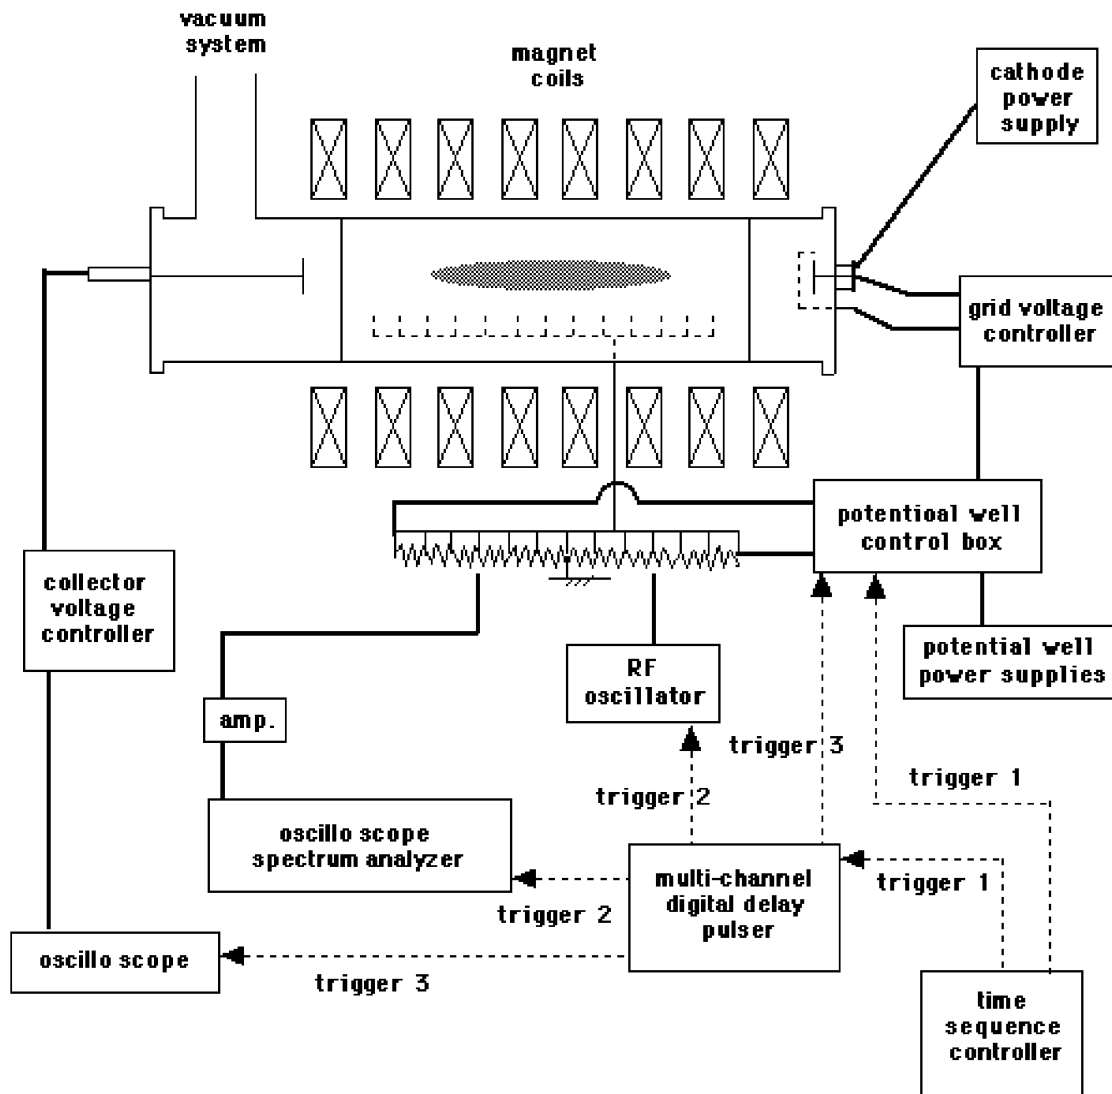 vacuum
system
magnet
coils
cathode
power
supply
grid voltage
controller
potentioal well
control box
collector
voltage
controller
RF
oscillator
potential well
power supplies
amp.
trigger 3
trigger 1
trigger 2
oscillo scope
spectrum analyzer
multi-channel
digital delay
pulser
trigger 1
trigger 2
oscillo scope
trigger 3
time
sequence
controller